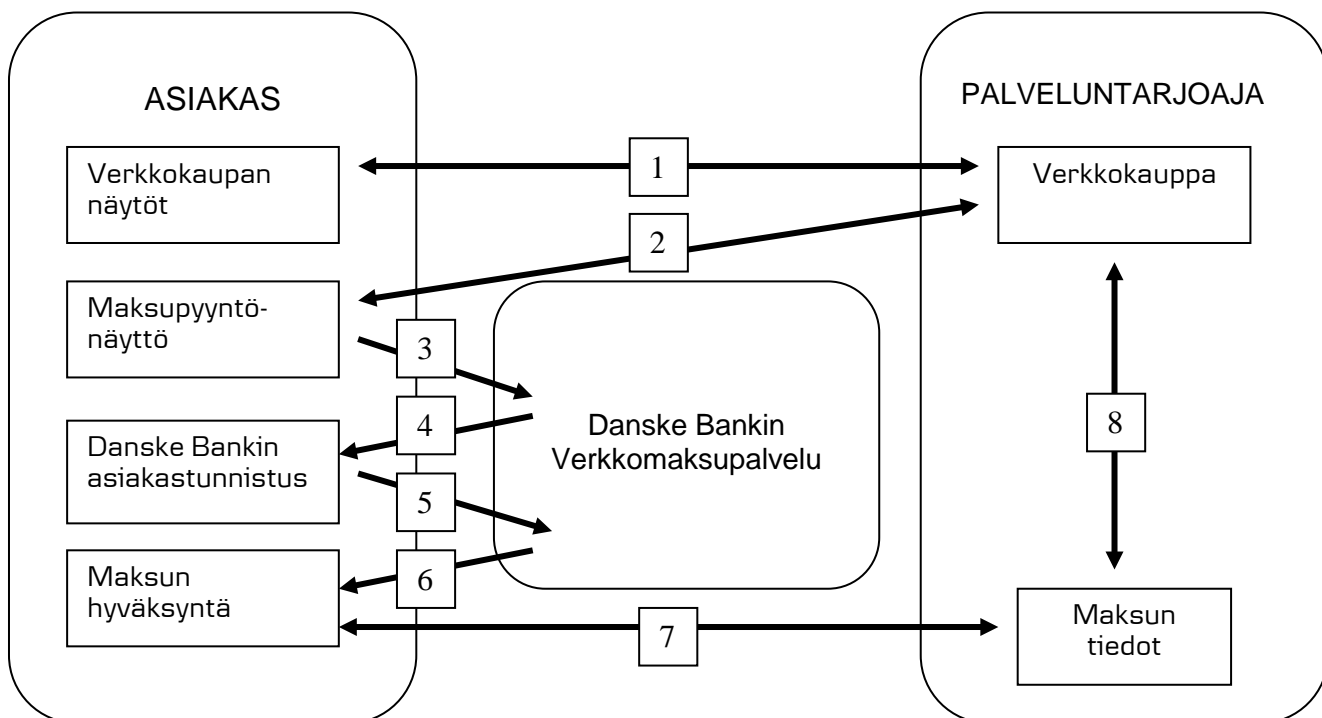 ASIAKAS
PALVELUNTARJOAJA
Verkkokaupan
näytöt
1
Verkkokauppa
2
Maksupyyntö-
näyttö
3
4
Danske Bankin
Verkkomaksupalvelu
8
Danske Bankin
asiakastunnistus
5
6
Maksun
hyväksyntä
7
Maksun
tiedot